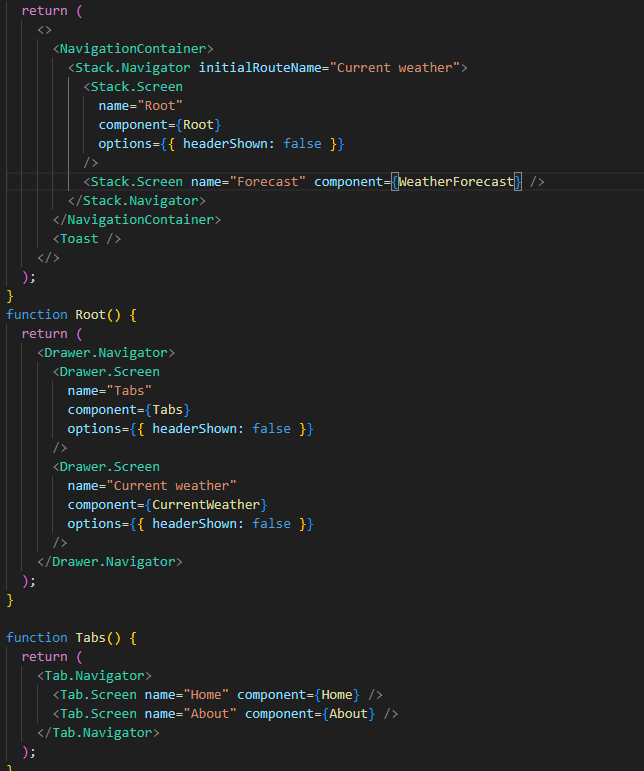 return (
<>
<NavigationContainer>
<Stack.Navigator initialRouteName="Current weather">
<Stack.Screen
name="Root"
component={Root}
options={{ headerShown: false }}
/>
<Stack.Screen name="Forecast" component={WeatherForecast} />
</Stack.Navigator>
</NavigationContainer>
<Toast />
</>
);
}
function Root() {
return (
<Drawer.Navigator>
<Drawer.Screen
name="Tabs"
component={Tabs}
options={{ headerShown: false }}
/>
<Drawer.Screen
name="Current weather"
component={CurrentWeather}
options={{ headerShown: false }}
/>
</Drawer.Navigator>
);
}
function Tabs() {
return (
<Tab.Navigator>
<Tab.Screen name="Home" component={Home} />
<Tab.Screen name="About" component={About} />
</Tab.Navigator>
);
}